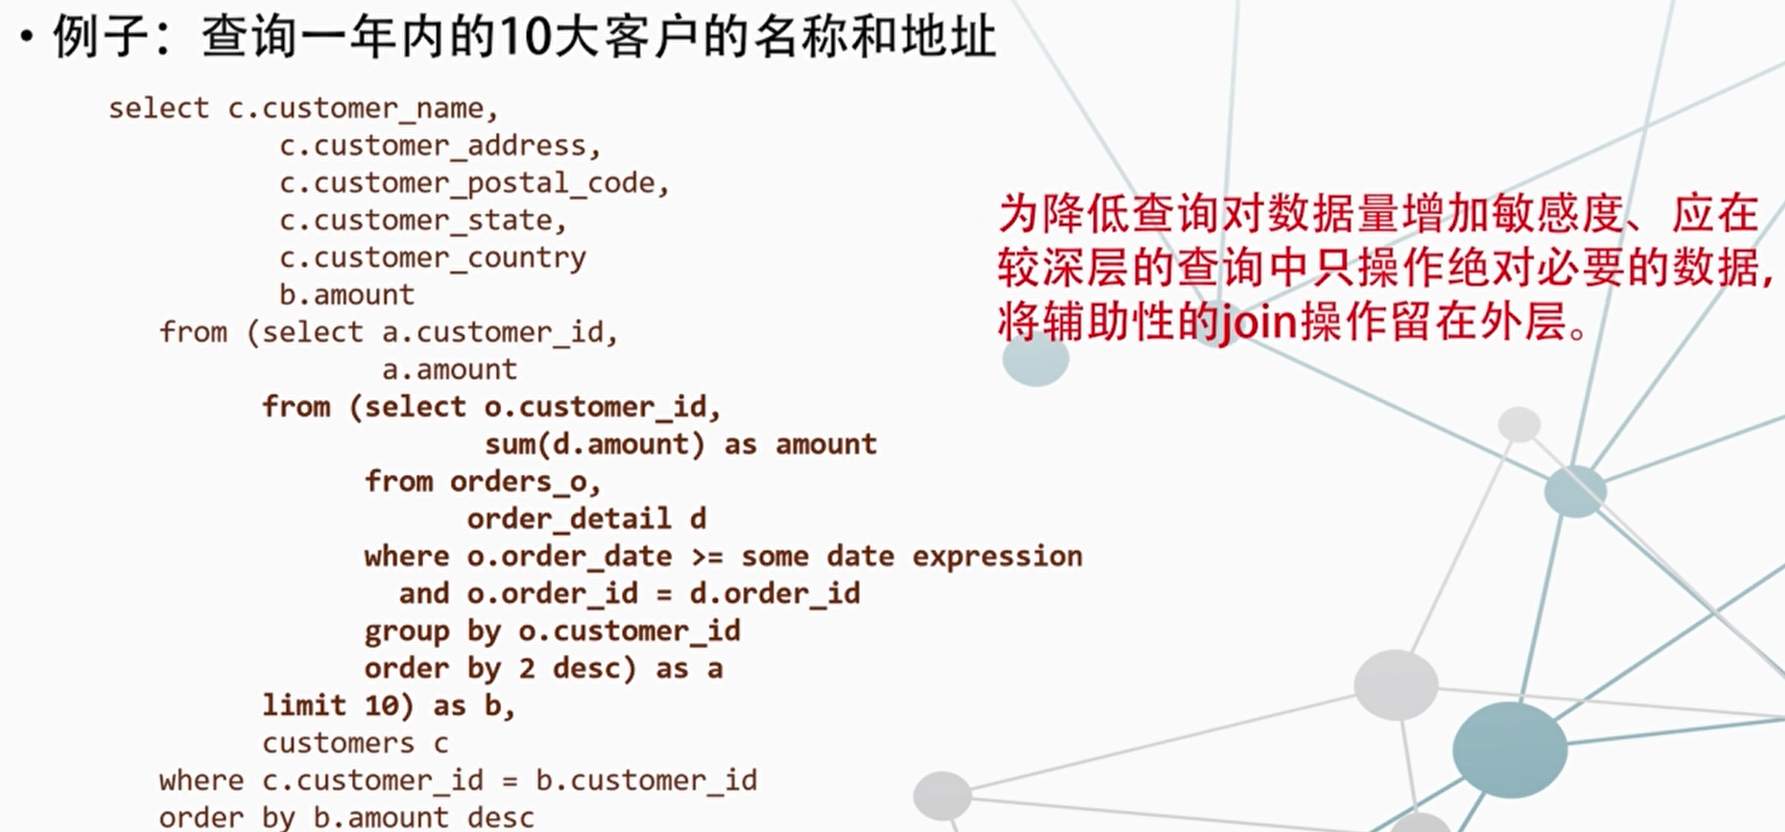 • 例子：查询一年内的10大客户的名称和地址
select c.customer_name,
c.customer_address,
c.customer_postal_code,
c.customer_state,
c.customer_country
b.amount
from (select a.customer_id,
a.amount
from (select o.customer_id,
sum(d.amount) as amount
from orders_o,
order_detail d
where o.order_date >= some date expression
and o.order_id = d.order_id
group by o.customer_id
order by 2 desc) as a
limit 10) as b,
customers c
where c.customer_id = b.customer_id
order by b.amount desc
为降低查询对数据量增加敏感度、应在
较深层的查询中只操作绝对必要的数据,
将辅助性的join操作留在外层。